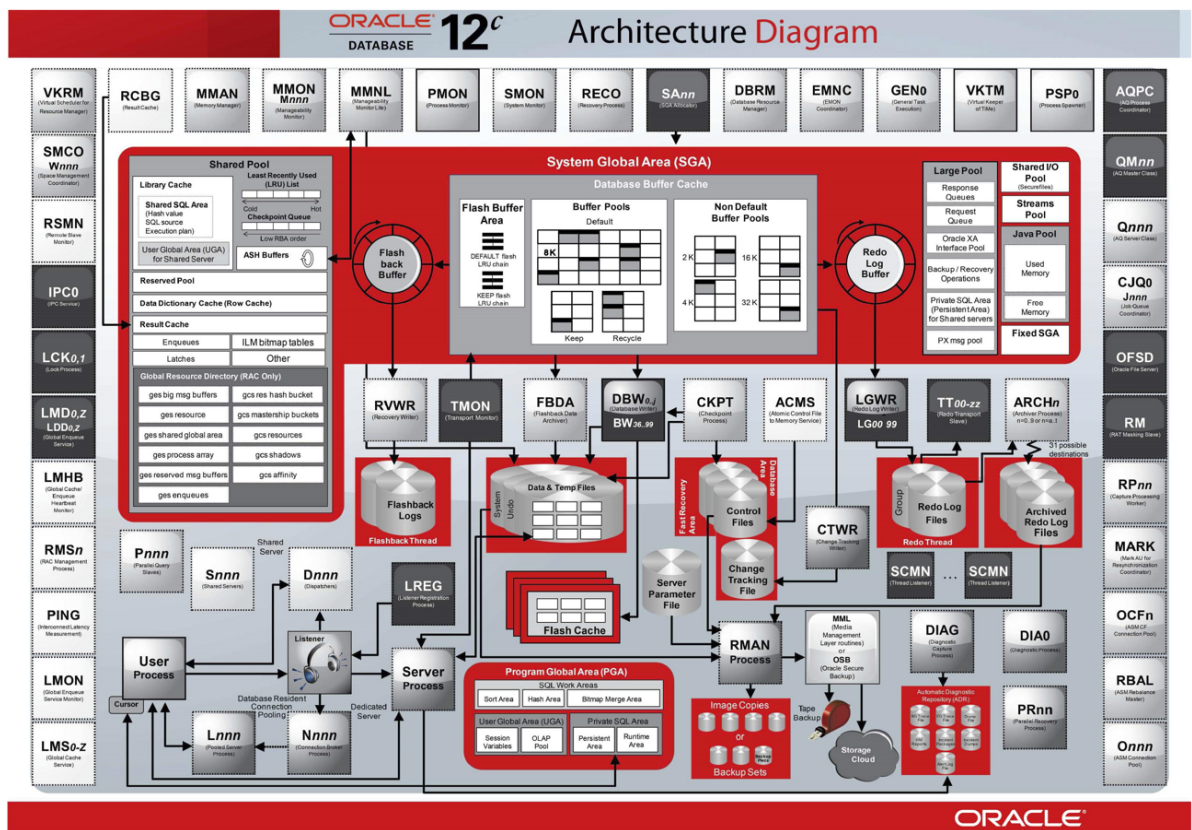 ORACLE®
DATABASE
12c
Architecture Diagram
VKRM
(Virtual Scheduler for
Resource Manager)
RCBG
(Result Cache)
MMAN
(Memory Manager)
MMON
Mnnn
(Manageability
Monitor)
MMNL
(Manageability
Monitor Lite)
PMON
(Process Monitor)
SMON
(System Monitor)
RECO
(Recovery Process)
SAnn
(SGA Allocator)
DBRM
(Database Resource
Manager)
EMNC
(EMON
Coordinator)
GEN0
(General Task
Execution)
VKTM
(Virtual Keeper
of TiMe)
PSP0
(Process Spawner)
AQPC
(AQ Process
Coordinator)
SMCO
Wnnn
(Space Management
Coordinator)
RSMN
(Remote Slave
Monitor)
IPC0
(IPC Service)
LCK0,1
(Lock Process)
LMD0,Z
LDD0,Z
(Global Enqueue
Service)
LMHB
(Global Cache/
Enqueue
Heartbeat
Monitor)
RMSn
(RAC Management
Process)
PING
(Interconnect Latency
Measurement)
LMON
(Global Enqueue
Service Monitor)
LMS0-Z
(Global Cache
Service)
System Global Area (SGA)
Shared Pool
Library Cache
Shared SQL Area
(Hash value
SQL source
Execution plan)
User Global Area (UGA)
for Shared Server
Least Recently Used
(LRU) List
Cold
Hot
Checkpoint Queue
Low RBA order
ASH Buffers
Reserved Pool
Data Dictionary Cache (Row Cache)
Result Cache
Enqueues
ILM bitmap tables
Latches
Other
Global Resource Directory (RAC Only)
ges big msg buffers
gcs res hash bucket
ges resource
gcs mastership buckets
ges shared global area
gcs resources
ges process array
gcs shadows
ges reserved msg buffers
gcs affinity
ges enqueues
Flash
back
Buffer
Database Buffer Cache
Flash Buffer
Area
DEFAULT flash
LRU chain
KEEP flash
LRU chain
Buffer Pools
Default
8K
Keep
Recycle
Non Default
Buffer Pools
2 K
16 K
4 K
32 K
Redo
Log
Buffer
Large Pool
Response
Queues
Request
Queue
Oracle XA
Interface Pool
Backup / Recovery
Operations
Private SQL Area
(Persistent Area)
for Shared servers
PX msg pool
Shared I/O
Pool
(Securefiles)
Streams
Pool
Java Pool
Used
Memory
Free
Memory
Fixed SGA
QMnn
(AQ Master Class)
Qnnn
(AQ Server Class)
CJQ0
Jnnn
(Job Queue
Coordinator)
OFSD
(Oracle File Server)
RM
(RAT Masking Slave)
RPnn
(Capture Processing
Worker)
MARK
(Mark AU for
Resynchronization
Coordinator)
OCFn
(ASM CF
Connection Pool)
RBAL
(ASM Rebalance
Master)
Onnn
(ASM Connection
Pool)
RVWR
(Recovery Writer)
TMON
(Transport Monitor)
FBDA
(Flashback Data
Archiver)
DBW0..j
(Database Writer)
BW36..99
CKPT
(Checkpoint
Process)
ACMS
(Atomic Control File
to Memory Service)
LGWR
(Redo Log Writer)
LG00 99
TT00-zz
(Redo Transport
Slave)
ARCHn
(Archiver Process)
n=0..9 or n=a..t
31 possible
destinations
Flashback
Logs
Flashback Thread
Data & Temp Files
System
Undo
Fast Recovery
Area
Database
Area
Control
Files
Change
Tracking
File
CTWR
(Change Tracking
Writer)
Group
Redo Log
Files
Redo Thread
Archived
Redo Log Files
SCMN
(Thread Listener)
...
SCMN
(Thread Listener)
Pnnn
(Parallel Query
Slaves)
Shared
Server
Snnn
(Shared Servers)
Dnnn
(Dispatchers)
LREG
(Listener Registration
Process)
Flash Cache
Server
Parameter
File
User
Process
Cursor
Listener
Server
Process
Database Resident
Connection
Pooling
Dedicated
Server
Lnnn
(Pooled Server
Process)
Nnnn
(Connection Broker
Process)
Program Global Area (PGA)
SQL Work Areas
Sort Area
Hash Area
Bitmap Merge Area
User Global Area (UGA)
Session
Variables
OLAP
Pool
Private SQL Area
Persistent
Area
Runtime
Area
RMAN
Process
MML
(Media
Management
Layer routines)
or
OSB
(Oracle Secure
Backup)
Image Copies
or
Backup Sets
Tape
Backup
Storage
Cloud
DIAG
(Diagnostic
Capture
Process)
DIA0
(Diagnostic Process)
Automatic Diagnostic
Repository (ADR)
PRnn
(Parallel Recovery
Process)
ORACLE®